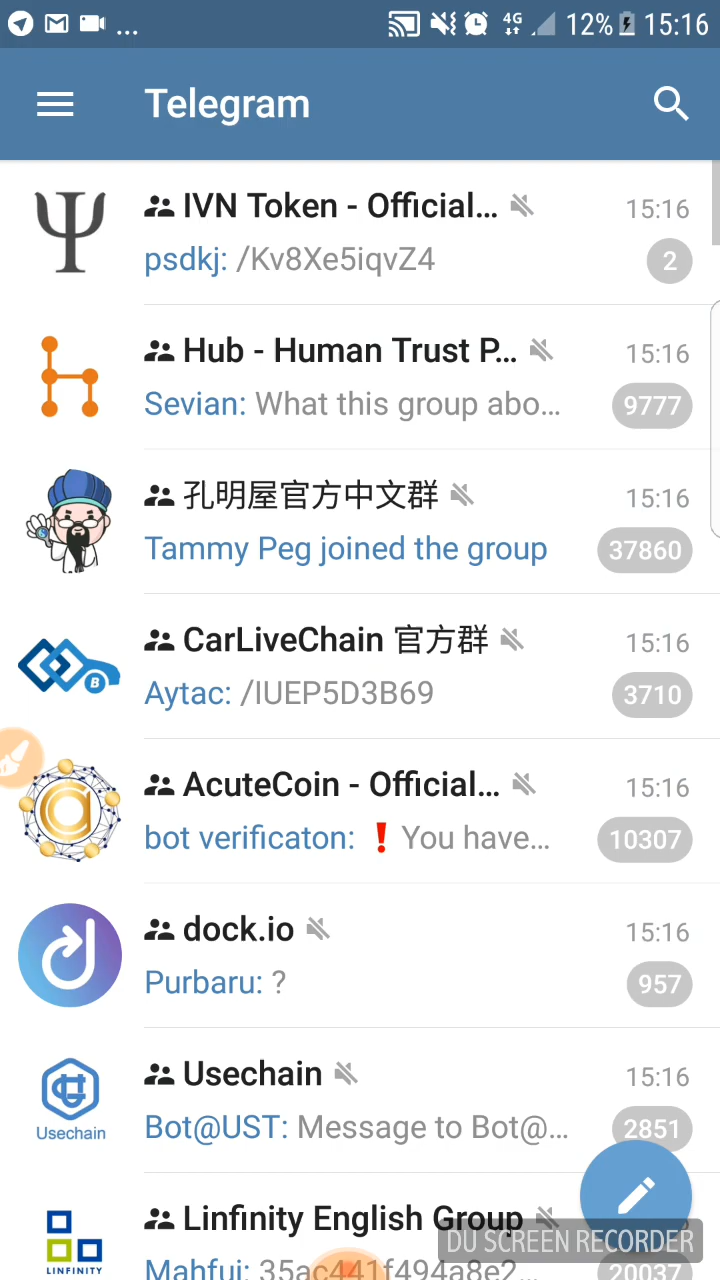 ... 4G 12% 15:16
Telegram
IVN Token - Official... 15:16
psdkj: /Kv8Xe5iqvZ4 2
Hub - Human Trust P... 15:16
Sevian: What this group abo... 9777
孔明屋官方中文群 15:16
Tammy Peg joined the group 37860
CarLiveChain 官方群 15:16
Aytac: /IUEP5D3B69 3710
AcuteCoin - Official... 15:16
bot verificaton: ❗ You have... 10307
dock.io 15:16
Purbaru: ? 957
Usechain 15:16
Usechain
Bot@UST: Message to Bot@... 2851
Linfinity English Group
LINFINITY
DU SCREEN RECORDER
Mahfuj: 35ac441f494a8e2... 20037